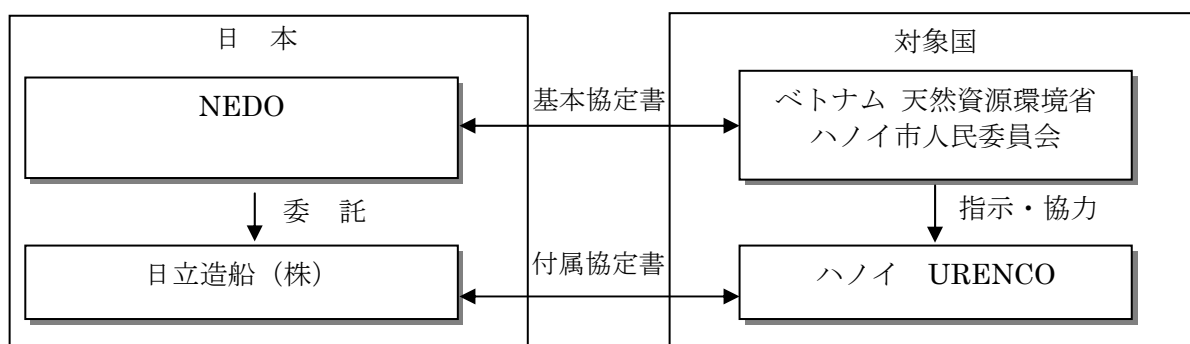 日　本
対象国
NEDO
基本協定書
ベトナム 天然資源環境省
ハノイ市人民委員会
委　託
指示・協力
日立造船（株）
付属協定書
ハノイ　URENCO